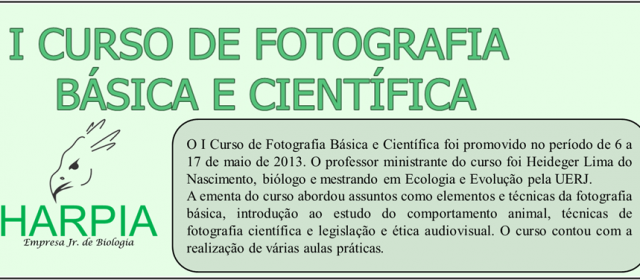 I CURSO DE FOTOGRAFIA
BÁSICA E CIENTÍFICA
O I Curso de Fotografia Básica e Científica foi promovido no período de 6 a
17 de maio de 2013. O professor ministrante do curso foi Heideger Lima do
Nascimento, biólogo e mestrando em Ecologia e Evolução pela UERJ.
A ementa do curso abordou assuntos como elementos e técnicas da fotografia
básica, introdução ao estudo do comportamento animal, técnicas de
fotografia científica e legislação e ética audiovisual. O curso contou com a
realização de várias aulas práticas.
HARPIA
Empresa Jr. de Biologia